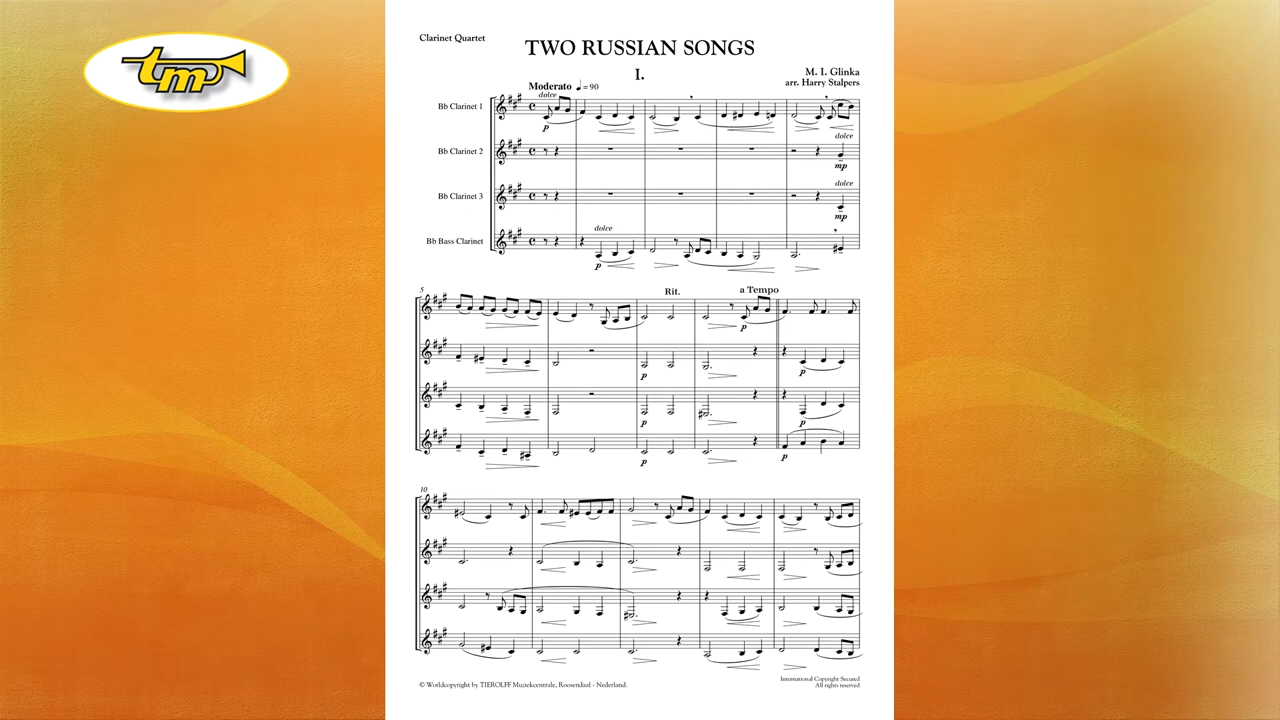 tm
Clarinet Quartet
TWO RUSSIAN SONGS
I.
M. I. Glinka
arr. Harry Stalpers
Moderato ♩ = 90
dolce
Bb Clarinet 1
p
dolce
Bb Clarinet 2
mp
dolce
Bb Clarinet 3
mp
dolce
Bb Bass Clarinet
p
5
Rit.
a Tempo
p
p
p
p
p
p
p
10
© Worldcopyright by TIEROLFF Muziekcentrale, Roosendaal - Nederland.
International Copyright Secured
All rights reserved